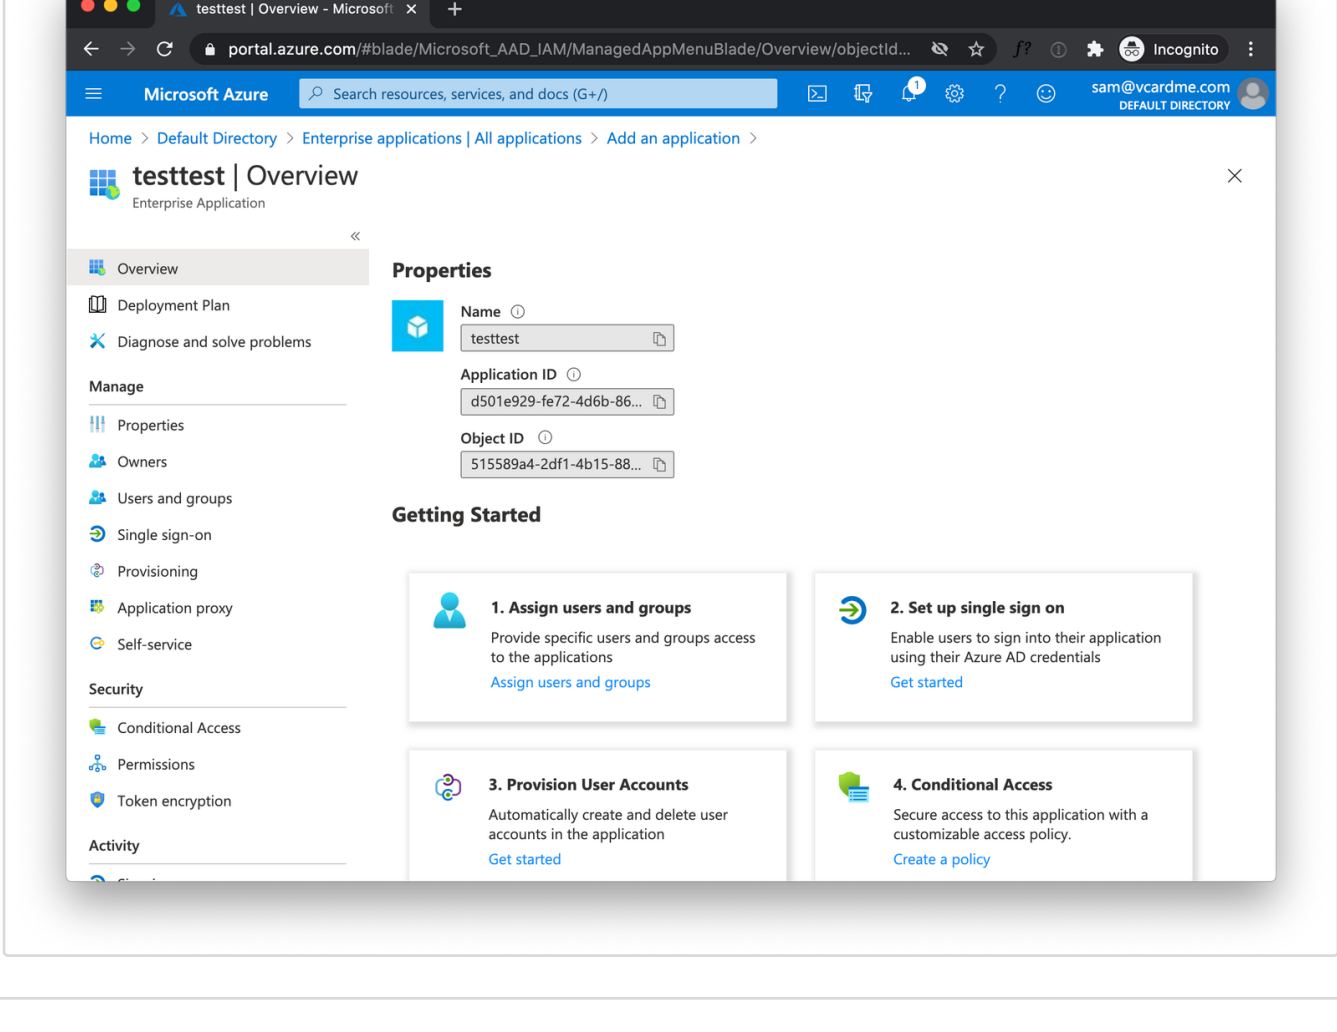 testtest | Overview - Microsoft
portal.azure.com/#blade/Microsoft_AAD_IAM/ManagedAppMenuBlade/Overview/objectId...
f?
Incognito
Microsoft Azure
Search resources, services, and docs (G+/)
1
sam@vcardme.com
DEFAULT DIRECTORY
Home > Default Directory > Enterprise applications | All applications > Add an application >
testtest | Overview
Enterprise Application
Overview
Deployment Plan
Diagnose and solve problems
Manage
Properties
Owners
Users and groups
Single sign-on
Provisioning
Application proxy
Self-service
Security
Conditional Access
Permissions
Token encryption
Activity
Properties
Name
testtest
Application ID
d501e929-fe72-4d6b-86...
Object ID
515589a4-2df1-4b15-88...
Getting Started
1. Assign users and groups
Provide specific users and groups access
to the applications
Assign users and groups
2. Set up single sign on
Enable users to sign into their application
using their Azure AD credentials
Get started
3. Provision User Accounts
Automatically create and delete user
accounts in the application
Get started
4. Conditional Access
Secure access to this application with a
customizable access policy.
Create a policy